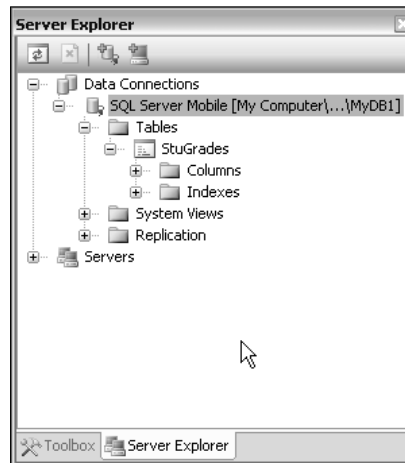 Server Explorer
Data Connections
SQL Server Mobile [My Computer\...\MyDB1]
Tables
StuGrades
Columns
Indexes
System Views
Replication
Servers
Toolbox Server Explorer